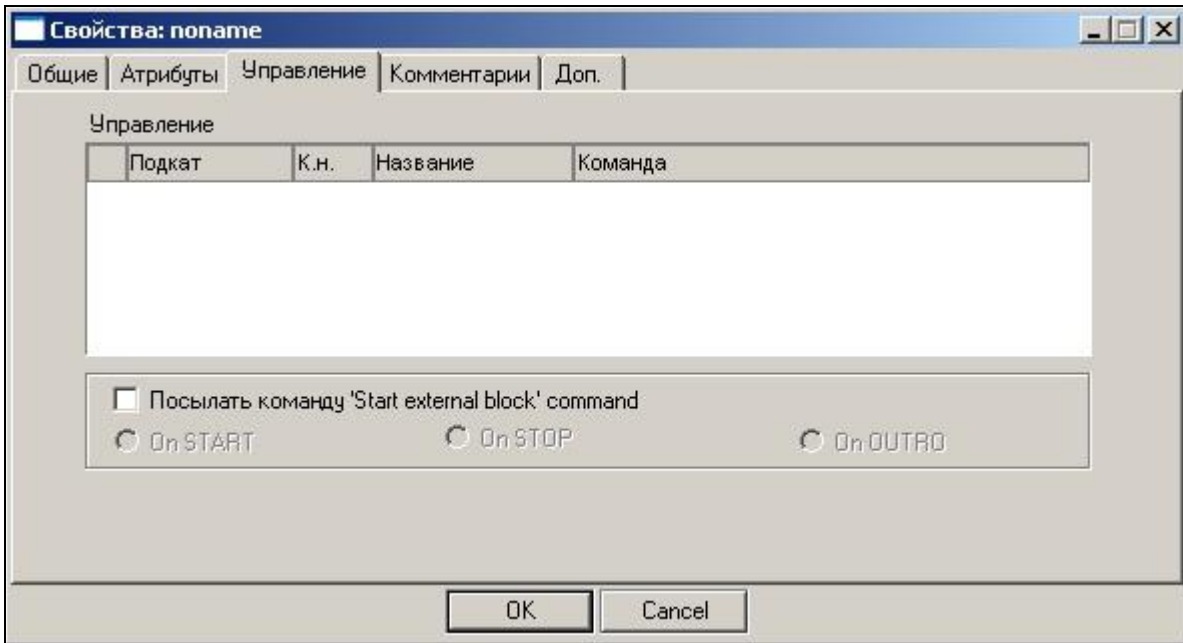 Свойства: noname
Общие Атрибуты Управление Комментарии Доп.
Управление
Подкат К.н. Название Команда
Посылать команду 'Start external block' command
On START On STOP On OUTRO
OK Cancel